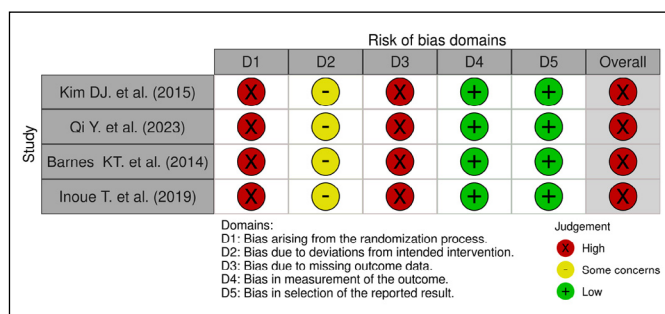 Risk of bias domains
D1 D2 D3 D4 D5 Overall
Study
Kim DJ. et al. (2015) X - X + + X
Qi Y. et al. (2023) X - X + + X
Barnes KT. et al. (2014) X - X + + X
Inoue T. et al. (2019) X - X + + X
Domains:
D1: Bias arising from the randomization process.
D2: Bias due to deviations from intended intervention.
D3: Bias due to missing outcome data.
D4: Bias in measurement of the outcome.
D5: Bias in selection of the reported result.
Judgement
X High
- Some concerns
+ Low